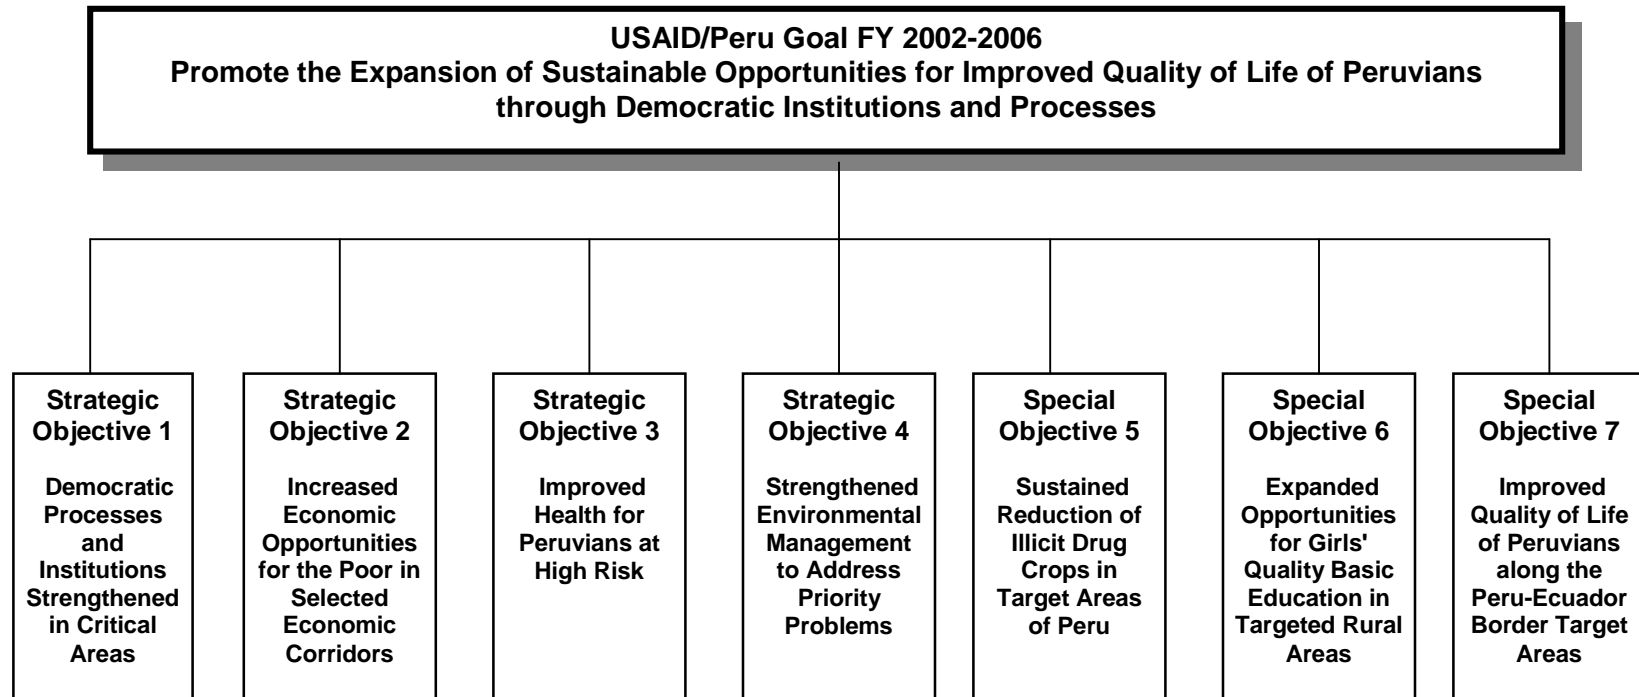 USAID/Peru Goal FY 2002-2006
Promote the Expansion of Sustainable Opportunities for Improved Quality of Life of Peruvians
through Democratic Institutions and Processes
Strategic
Objective 1
Democratic
Processes
and
Institutions
Strengthened
in Critical
Areas
Strategic
Objective 2
Increased
Economic
Opportunities
for the Poor in
Selected
Economic
Corridors
Strategic
Objective 3
Improved
Health for
Peruvians at
High Risk
Strategic
Objective 4
Strengthened
Environmental
Management
to Address
Priority
Problems
Special
Objective 5
Sustained
Reduction of
Illicit Drug
Crops in
Target Areas
of Peru
Special
Objective 6
Expanded
Opportunities
for Girls'
Quality Basic
Education in
Targeted Rural
Areas
Special
Objective 7
Improved
Quality of Life
of Peruvians
along the
Peru-Ecuador
Border Target
Areas